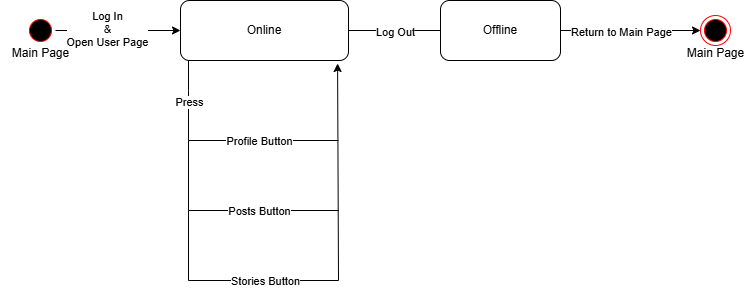 Log In
&
Open User Page
Main Page
Online
Log Out
Offline
Return to Main Page
Main Page
Press
Profile Button
Posts Button
Stories Button